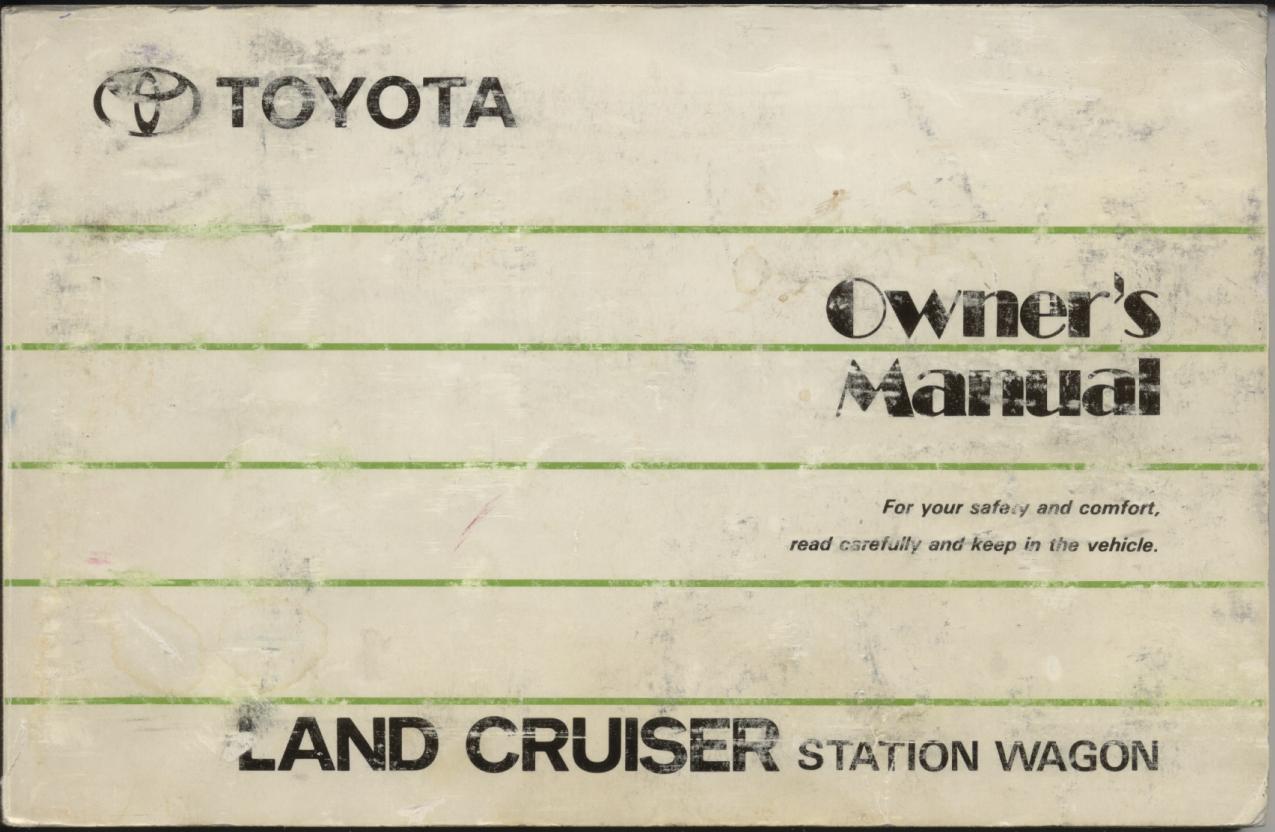 TOYOTA
Owner's
Manual
For your safety and comfort,
read carefully and keep in the vehicle.
LAND CRUISER STATION WAGON